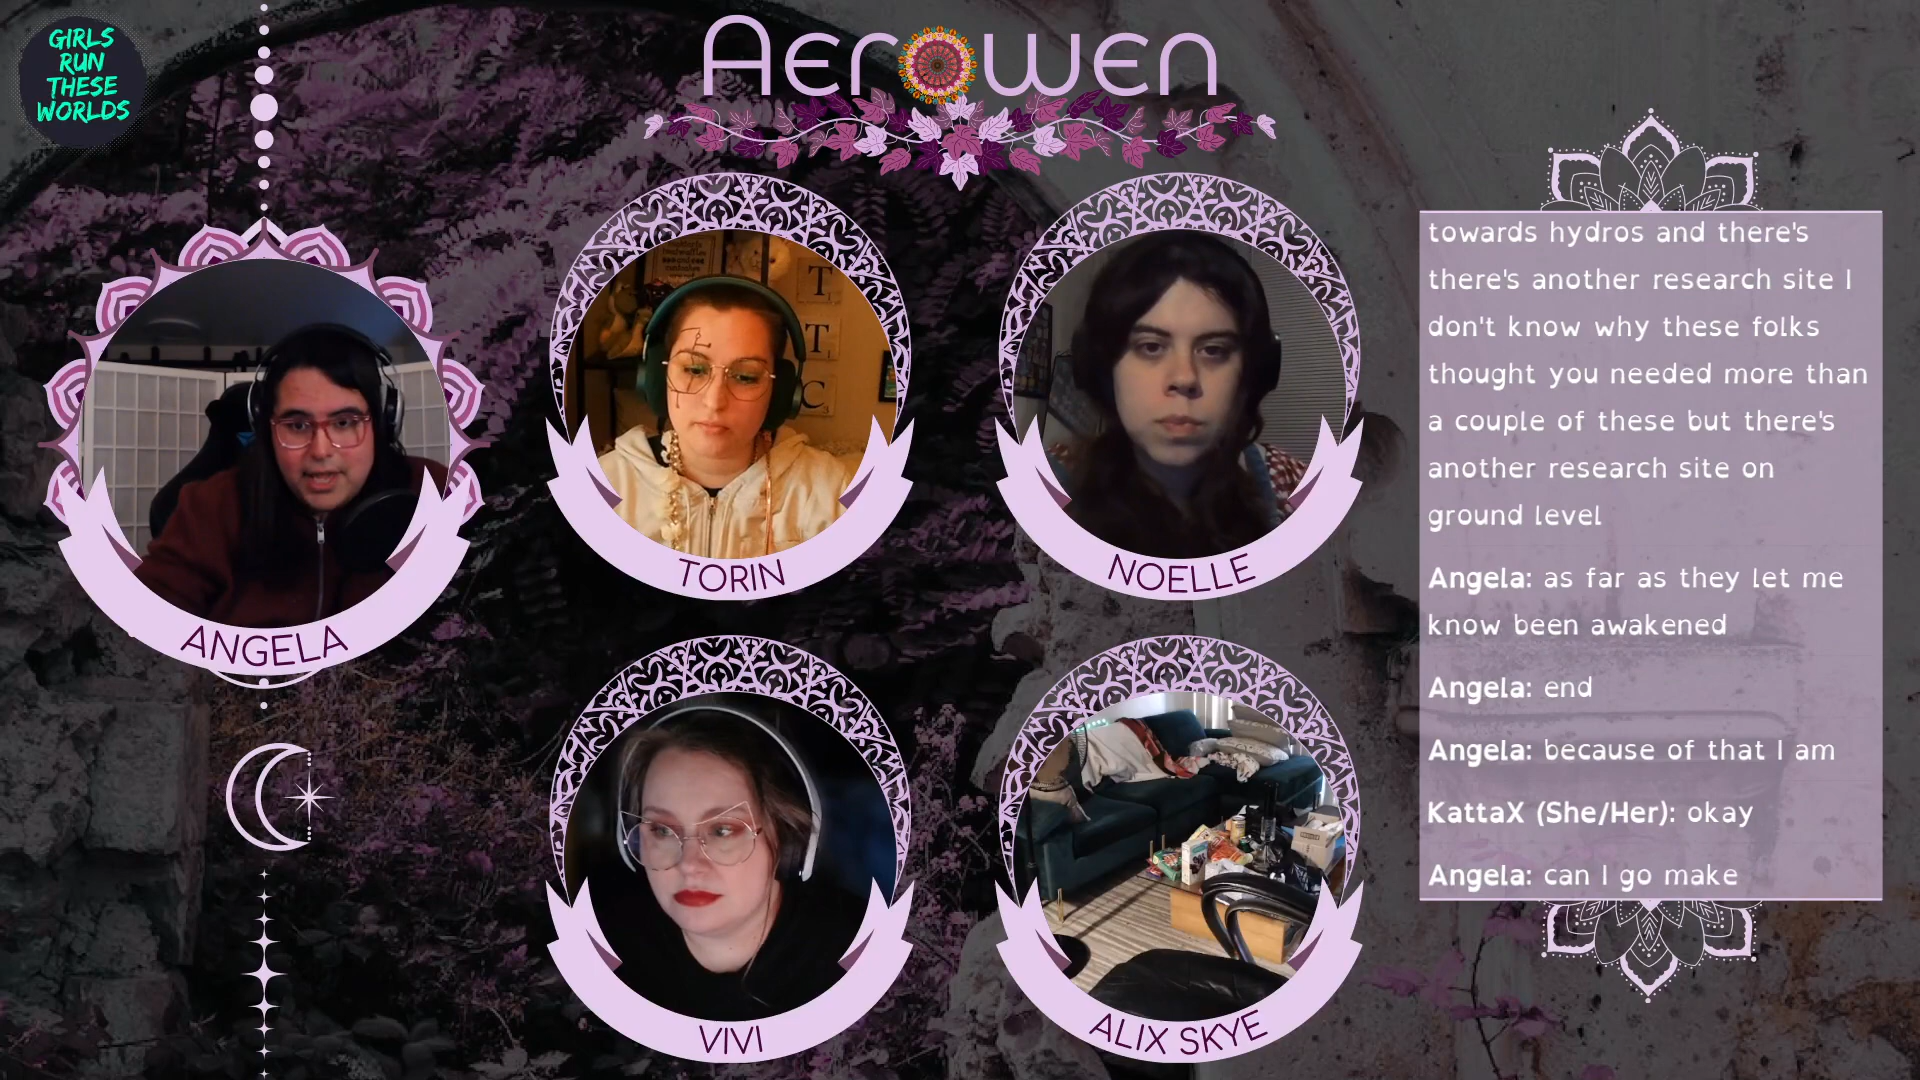 GIRLS
RUN
THESE
WORLDS
Aerowen
ANGELA
TORIN
NOELLE
VIVI
ALIX SKYE
T
T
C
towards hydros and there's
there's another research site I
don't know why these folks
thought you needed more than
a couple of these but there's
another research site on
ground level
Angela: as far as they let me
know been awakened
Angela: end
Angela: because of that I am
KattaX (She/Her): okay
Angela: can I go make